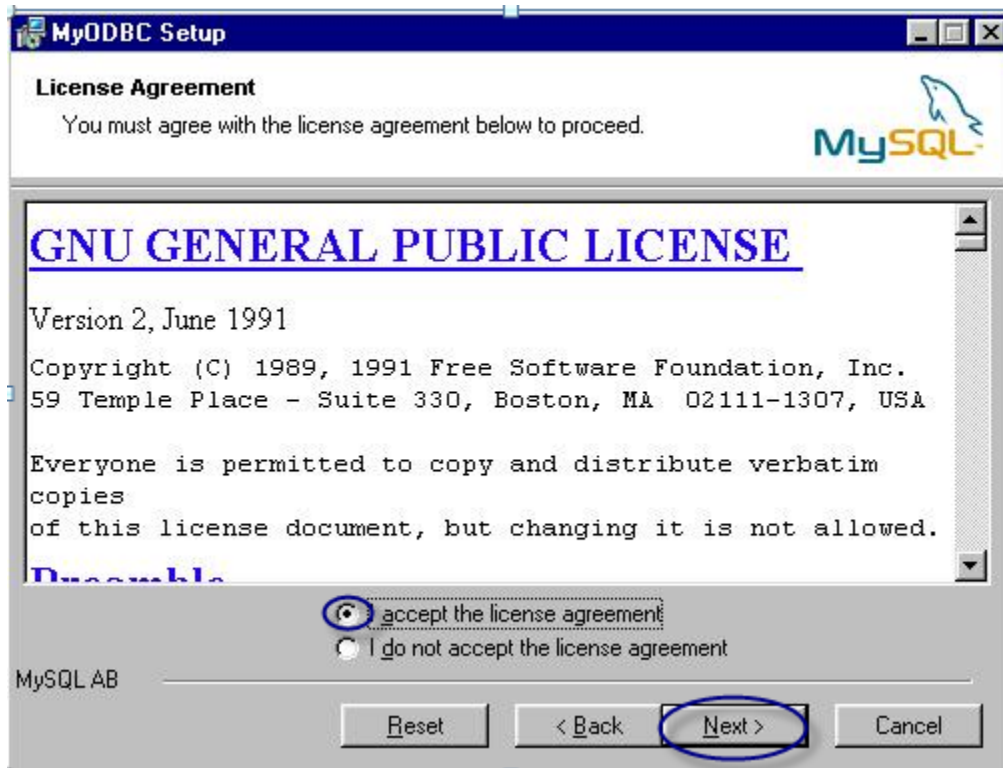 MyODBC Setup
License Agreement
You must agree with the license agreement below to proceed.
MySQL
GNU GENERAL PUBLIC LICENSE
Version 2, June 1991
Copyright (C) 1989, 1991 Free Software Foundation, Inc.
59 Temple Place - Suite 330, Boston, MA 02111-1307, USA
Everyone is permitted to copy and distribute verbatim
copies
of this license document, but changing it is not allowed.
Preamble
I accept the license agreement
I do not accept the license agreement
MySQL AB
Reset
< Back
Next >
Cancel